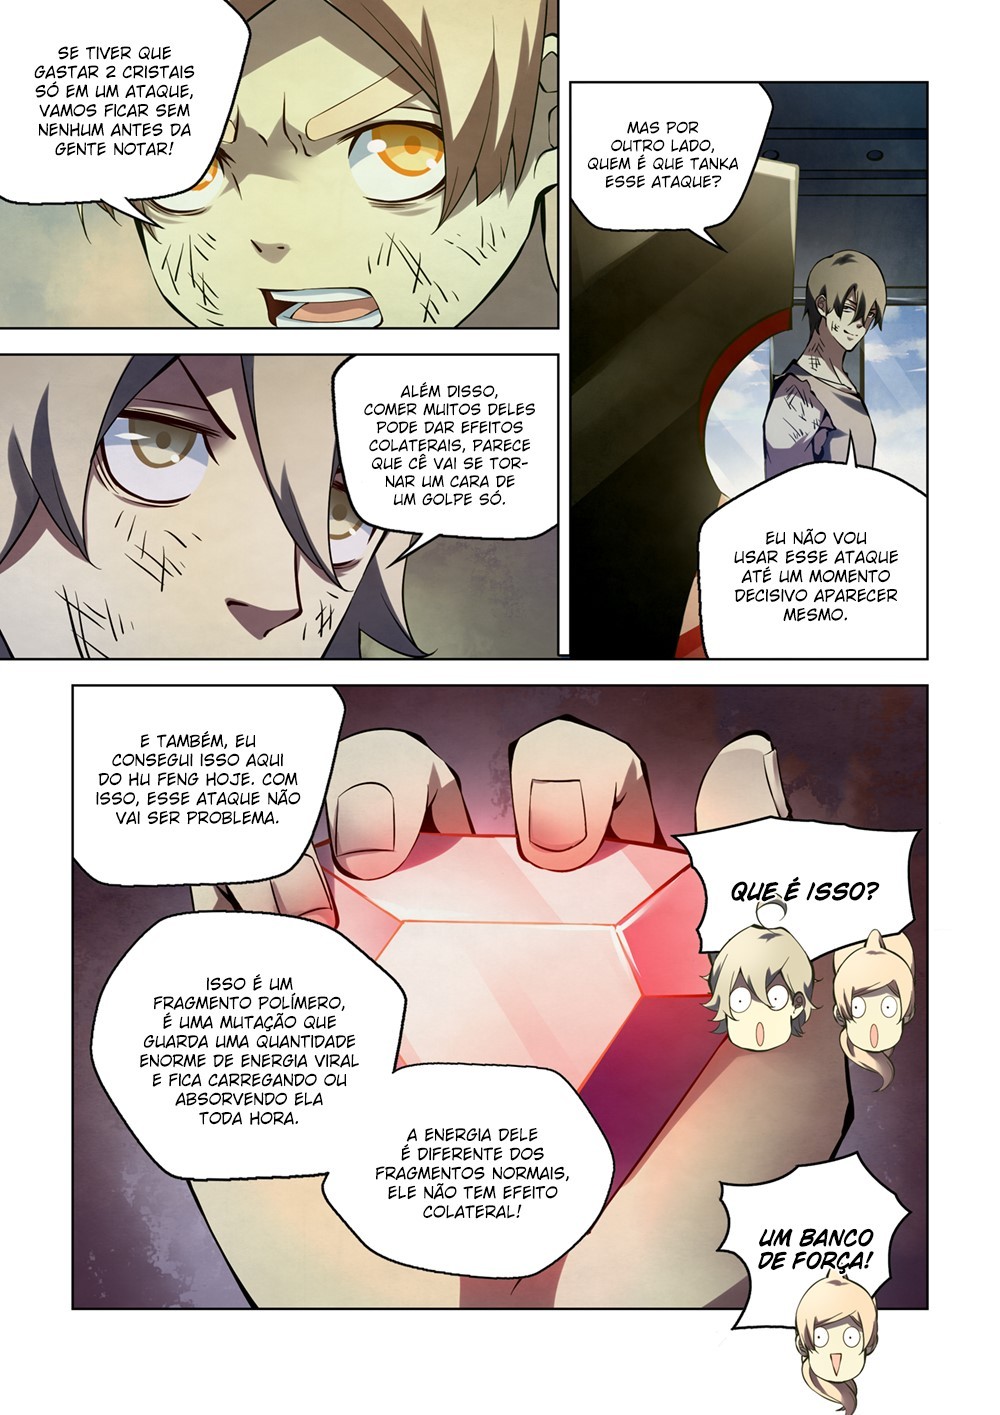 SE TIVER QUE
GASTAR 2 CRISTAIS
SÓ EM UM ATAQUE,
VAMOS FICAR SEM
NENHUM ANTES DA
GENTE NOTAR!
MAS POR
OUTRO LADO,
QUEM É QUE TANKA
ESSE ATAQUE?
ALÉM DISSO,
COMER MUITOS DELES
PODE DAR EFEITOS
COLATERAIS, PARECE
QUE CÊ VAI SE TOR-
NAR UM CARA DE
UM GOLPE SÓ.
EU NÃO VOU
USAR ESSE ATAQUE
ATÉ UM MOMENTO
DECISIVO APARECER
MESMO.
E TAMBÉM, EU
CONSEGUI ISSO AQUI
DO HU FENG HOJE. COM
ISSO, ESSE ATAQUE NÃO
VAI SER PROBLEMA.
QUE É ISSO?
ISSO É UM
FRAGMENTO POLÍMERO,
É UMA MUTAÇÃO QUE
GUARDA UMA QUANTIDADE
ENORME DE ENERGIA VIRAL
E FICA CARREGANDO OU
ABSORVENDO ELA
TODA HORA.
A ENERGIA DELE
É DIFERENTE DOS
FRAGMENTOS NORMAIS,
ELE NÃO TEM EFEITO
COLATERAL!
UM BANCO
DE FORÇA!